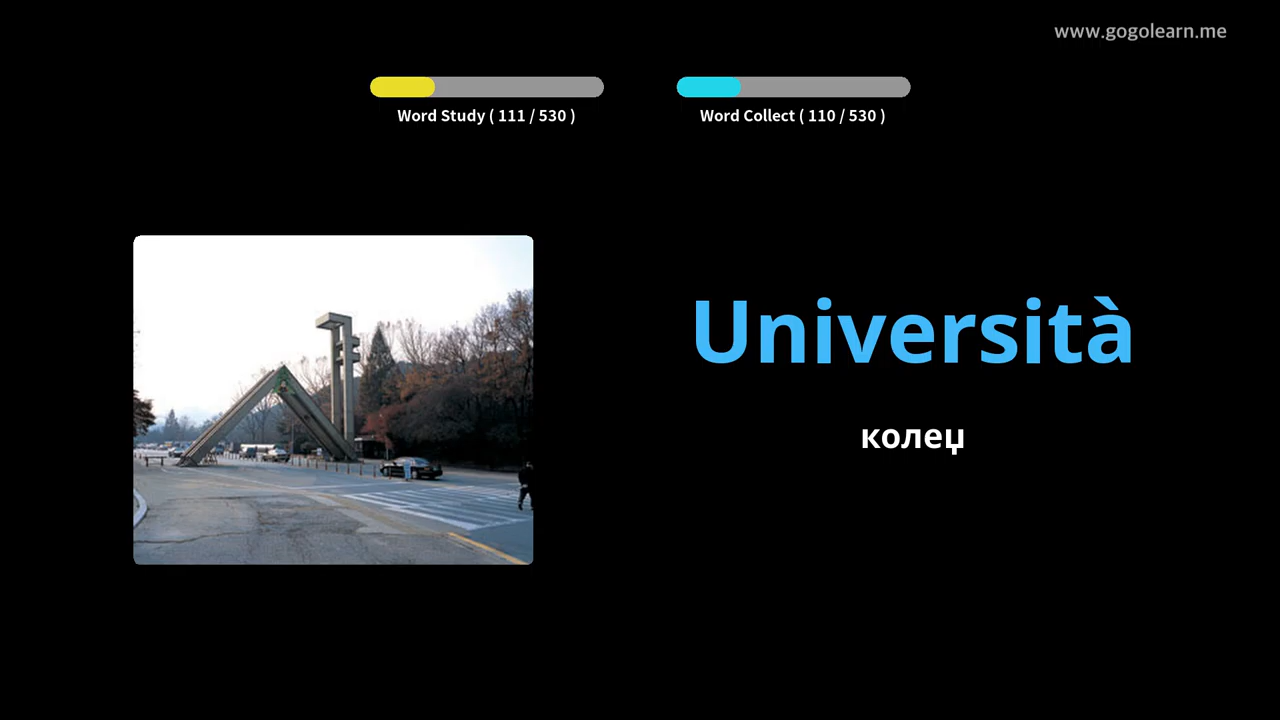 www.gogolearn.me
Word Study ( 111 / 530 )
Word Collect ( 110 / 530 )
Università
колеџ